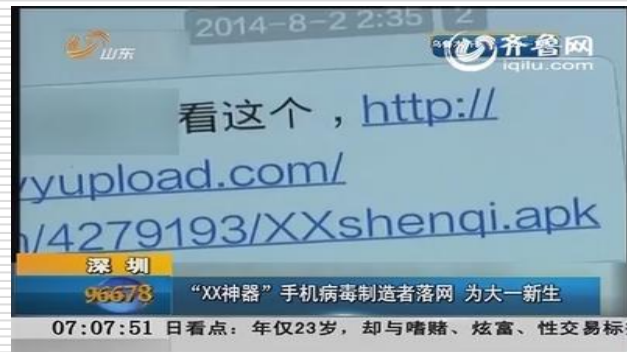 2014-8-2 2:35 2
山东
齐鲁网
iqilu.com
看这个，http://
yupload.com/
/4279193/XXshenqi.apk
深圳
96678
“XX神器”手机病毒制造者落网 为大一新生
07:07:51 日看点：年仅23岁，却与嗜赌、炫富、性交易标